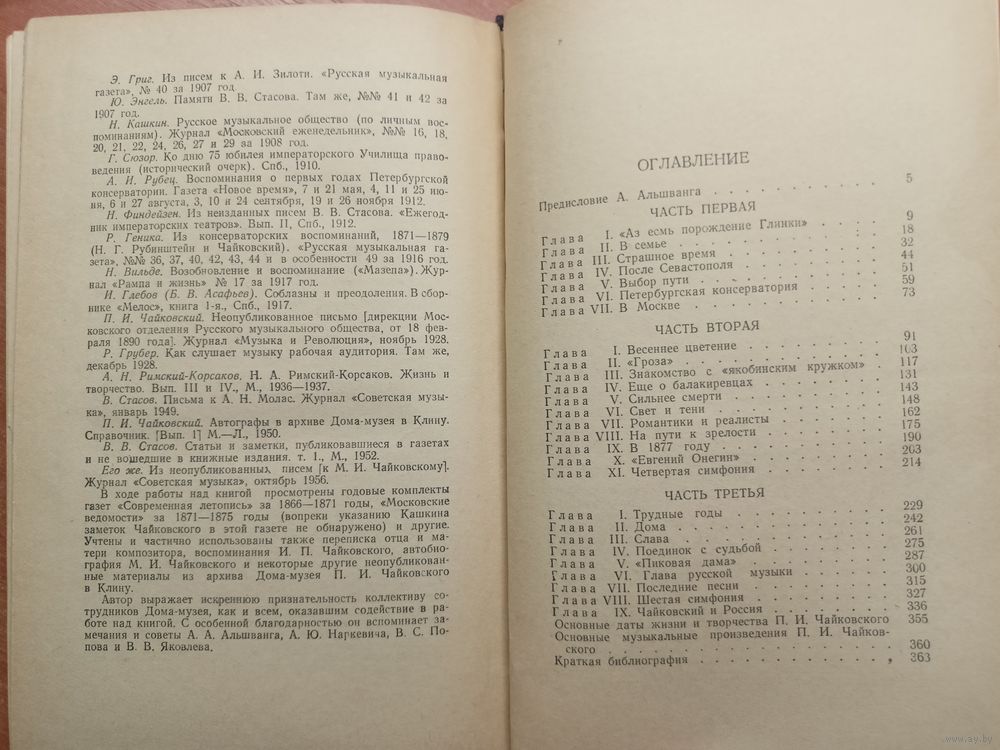 Э. Григ. Из писем к А. И. Зилоти. «Русская музыкальная
газета», № 40 за 1907 год
Ю. Энгель. Памяти В. В. Стасова. Там же, №№ 41 и 42 за
1907 год.
Н. Кашкин. Русское музыкальное общество (по личным вос-
поминаниям). Журнал «Московский еженедельник», №№ 16, 18,
20, 21, 22, 24, 26, 27 и 29 за 1908 год.
Г. Сюзор. Ко дню 75 юбилея императорского Училища право-
ведения (исторический очерк). Спб., 1910.
А. И. Рубец. Воспоминания о первых годах Петербургской
консерватории. Газета «Новое время», 7 и 21 мая, 4, 11 и 25 ию-
ня, 6 и 27 августа, 3, 10 и 24 сентября, 19 и 26 ноября 1912.
Н. Финдейзен. Из неизданных писем В. В. Стасова. «Ежегод-
ник императорских театров». Вып. II, Спб., 1912.
Р. Геника. Из консерваторских воспоминаний, 1871—1879
(Н. Г. Рубинштейн и Чайковский). «Русская музыкальная га-
зета», №№ 36, 37, 40, 42, 43, 44 и в особенности 49 за 1916 год.
Н. Вильде. Возобновление и воспоминание («Мазепа»). Жур-
нал «Рампа и жизнь» № 17 за 1917 год.
И. Глебов (Б. В. Асафьев). Соблазны и преодоления. В сбор-
нике «Мелос», книга 1-я., Спб., 1917.
П. И. Чайковский. Неопубликованное письмо [дирекции Мос-
ковского отделения Русского музыкального общества, от 18 фев-
раля 1890 года]. Журнал «Музыка и Революция», ноябрь 1928.
Р. Грубер. Как слушает музыку рабочая аудитория. Там же,
декабрь 1928.
А. Н. Римский-Корсаков. Н. А. Римский-Корсаков. Жизнь и
творчество. Вып. III и IV., М., 1936—1937.
В. Стасов. Письма к А. Н. Молас. Журнал «Советская музы-
ка», январь 1949.
П. И. Чайковский. Автографы в архиве Дома-музея в Клину.
Справочник. [Вып. 1] М.—Л., 1950.
В. В. Стасов. Статьи и заметки, публиковавшиеся в газетах
и не вошедшие в книжные издания. т. I., М., 1952.
Его же. Из неопубликованных писем [к М. И. Чайковскому].
Журнал «Советская музыка», октябрь 1956.
В ходе работы над книгой просмотрены годовые комплекты
газет «Современная летопись» за 1866—1871 годы, «Московские
ведомости» за 1871—1875 годы (вопреки указанию Кашкина
заметок Чайковского в этой газете не обнаружено) и другие.
Учтены и частично использованы также переписка отца и ма-
тери композитора, воспоминания И. П. Чайковского, автобио-
графия М. И. Чайковского и некоторые другие неопубликован-
ные материалы из архива Дома-музея П. И. Чайковского
в Клину.
Автор выражает искреннюю признательность коллективу со-
трудников Дома-музея, как и всем, оказавшим содействие в ра-
боте над книгой. С особенной благодарностью он вспоминает за-
мечания и советы А. А. Альшванга, А. Ю. Наркевича, В. С. По-
пова и В. В. Яковлева.
ОГЛАВЛЕНИЕ
Предисловие А. Альшванга . . . . . . . . . . 5
ЧАСТЬ ПЕРВАЯ
Глава I. «Аз есмь порождение Глинки» . . . . . 9
Глава II. В семье . . . . . . . . . . . 18
Глава III. Страшное время . . . . . . . . . 32
Глава IV. После Севастополя . . . . . . . . 44
Глава V. Выбор пути . . . . . . . . . . 51
Глава VI. Петербургская консерватория . . . . . 59
Глава VII. В Москве . . . . . . . . . . 73
ЧАСТЬ ВТОРАЯ
Глава I. Весеннее цветение . . . . . . . . 91
Глава II. «Гроза» . . . . . . . . . . 103
Глава III. Знакомство с «якобинским кружком» . 117
Глава IV. Еще о балакиревцах . . . . . . . 131
Глава V. Сильнее смерти . . . . . . . . 143
Глава VI. Свет и тени . . . . . . . . . 148
Глава VII. Романтики и реалисты . . . . . . 162
Глава VIII. На пути к зрелости . . . . . . . 175
Глава IX. В 1877 году . . . . . . . . . 190
Глава X. «Евгений Онегин» . . . . . . . . 203
Глава XI. Четвертая симфония . . . . . . . 214
ЧАСТЬ ТРЕТЬЯ
Глава I. Трудные годы . . . . . . . . . 229
Глава II. Дома . . . . . . . . . . . 242
Глава III. Слава . . . . . . . . . . . 261
Глава IV. Поединок с судьбой . . . . . . . 275
Глава V. «Пиковая дама» . . . . . . . . 287
Глава VI. Глава русской музыки . . . . . . 300
Глава VII. Последние песни . . . . . . . . 315
Глава VIII. Шестая симфония . . . . . . . . 327
Глава IX. Чайковский и Россия . . . . . . . 336
Основные даты жизни и творчества П. И. Чайковского 355
Основные музыкальные произведения П. И. Чайков-
ского . . . . . . . . . . . . . . 360
Краткая библиография . . . . . . . . . . 363
www.ay.by